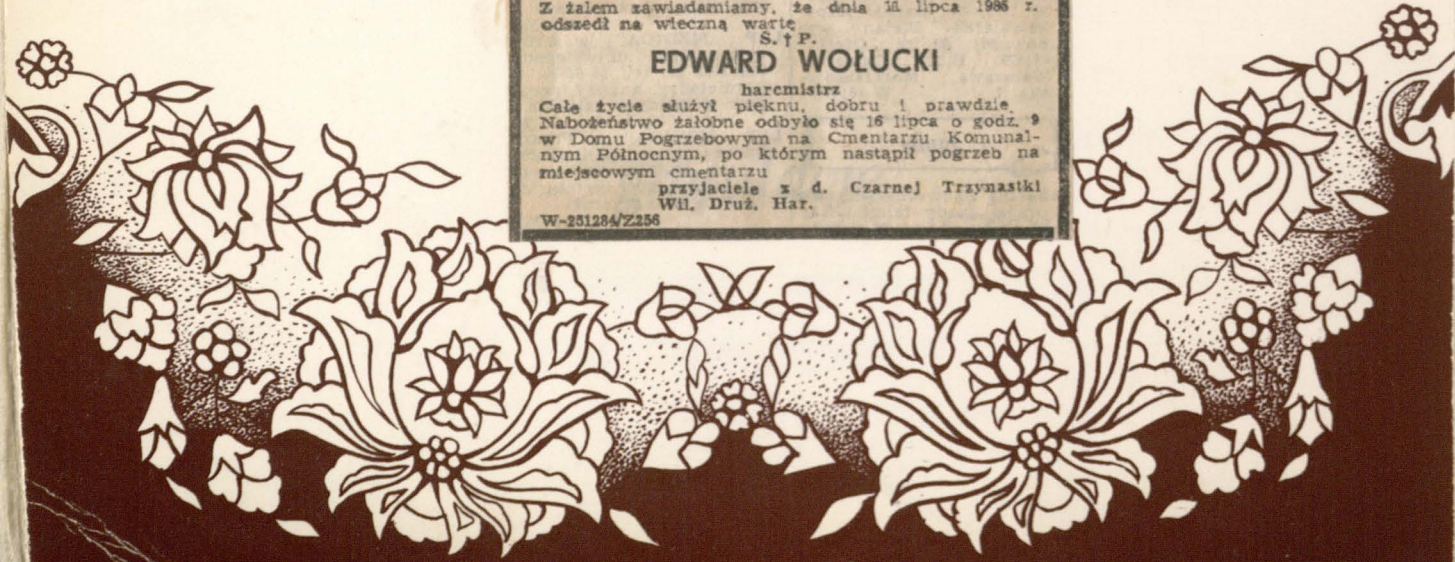 Z żalem zawiadamiamy, że dnia 11 lipca 1986 r.
odszedł na wieczną wartę
Ś. † P.
EDWARD WOŁUCKI
harcmistrz
Całe życie służył pięknu, dobru i prawdzie.
Nabożeństwo żałobne odbyło się 16 lipca o godz. 9
w Domu Pogrzebowym na Cmentarzu Komunal-
nym Północnym, po którym nastąpił pogrzeb na
miejscowym cmentarzu
przyjaciele z d. Czarnej Trzynastki
Wil. Druż. Har.
W-251284/Z256